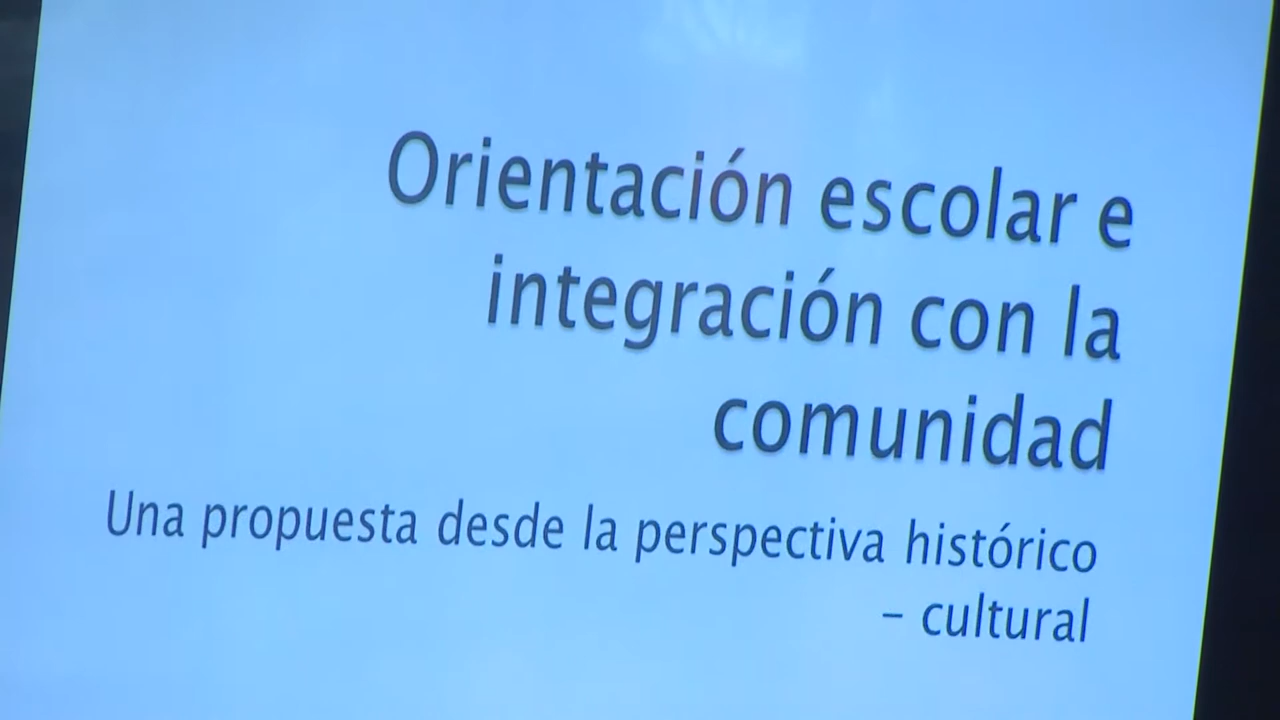 Orientación escolar e
integración con la
comunidad
Una propuesta desde la perspectiva histórico
– cultural